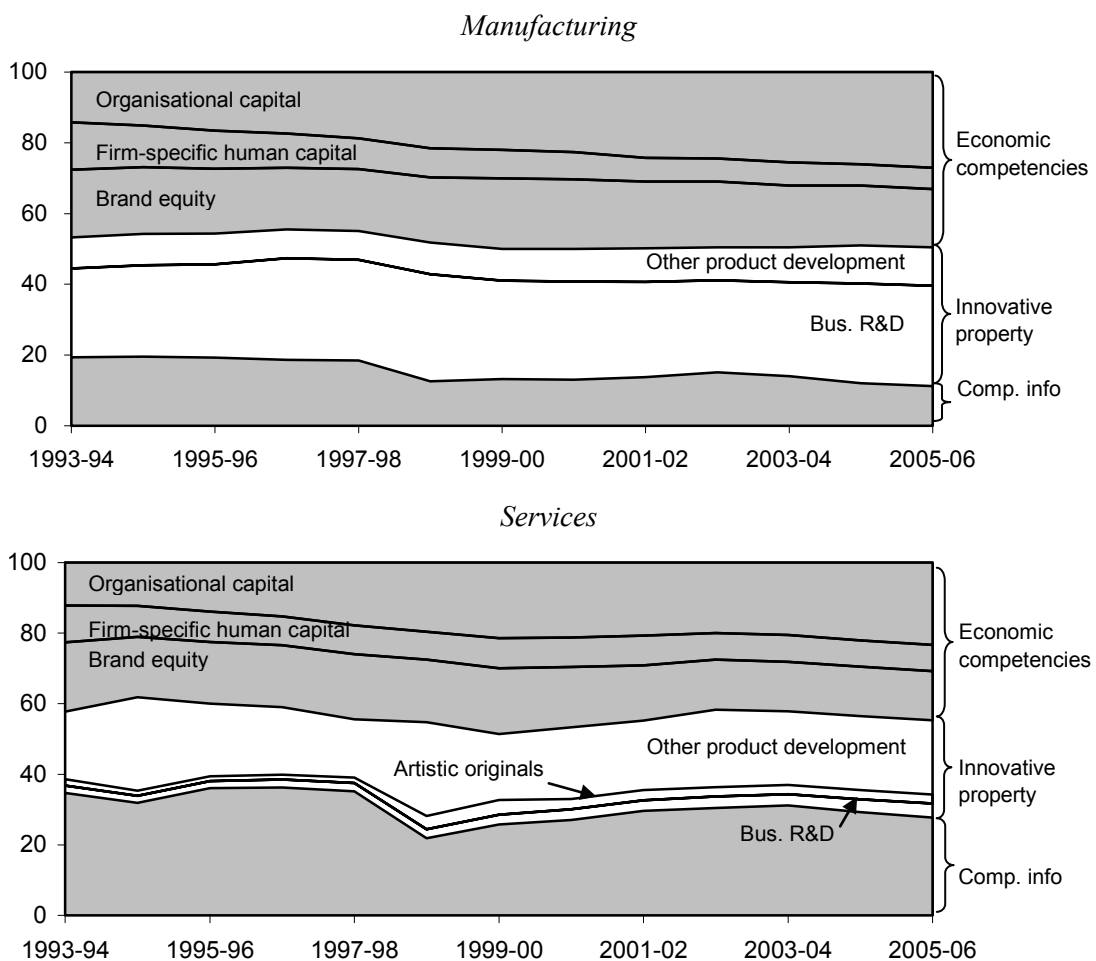 Manufacturing
100
80
60
40
20
0
Organisational capital
Firm-specific human capital
Brand equity
Other product development
Bus. R&D
Economic
competencies
Innovative
property
Comp. info
1993-94 1995-96 1997-98 1999-00 2001-02 2003-04 2005-06
Services
100
80
60
40
20
0
Organisational capital
Firm-specific human capital
Brand equity
Other product development
Artistic originals
Bus. R&D
Economic
competencies
Innovative
property
Comp. info
1993-94 1995-96 1997-98 1999-00 2001-02 2003-04 2005-06